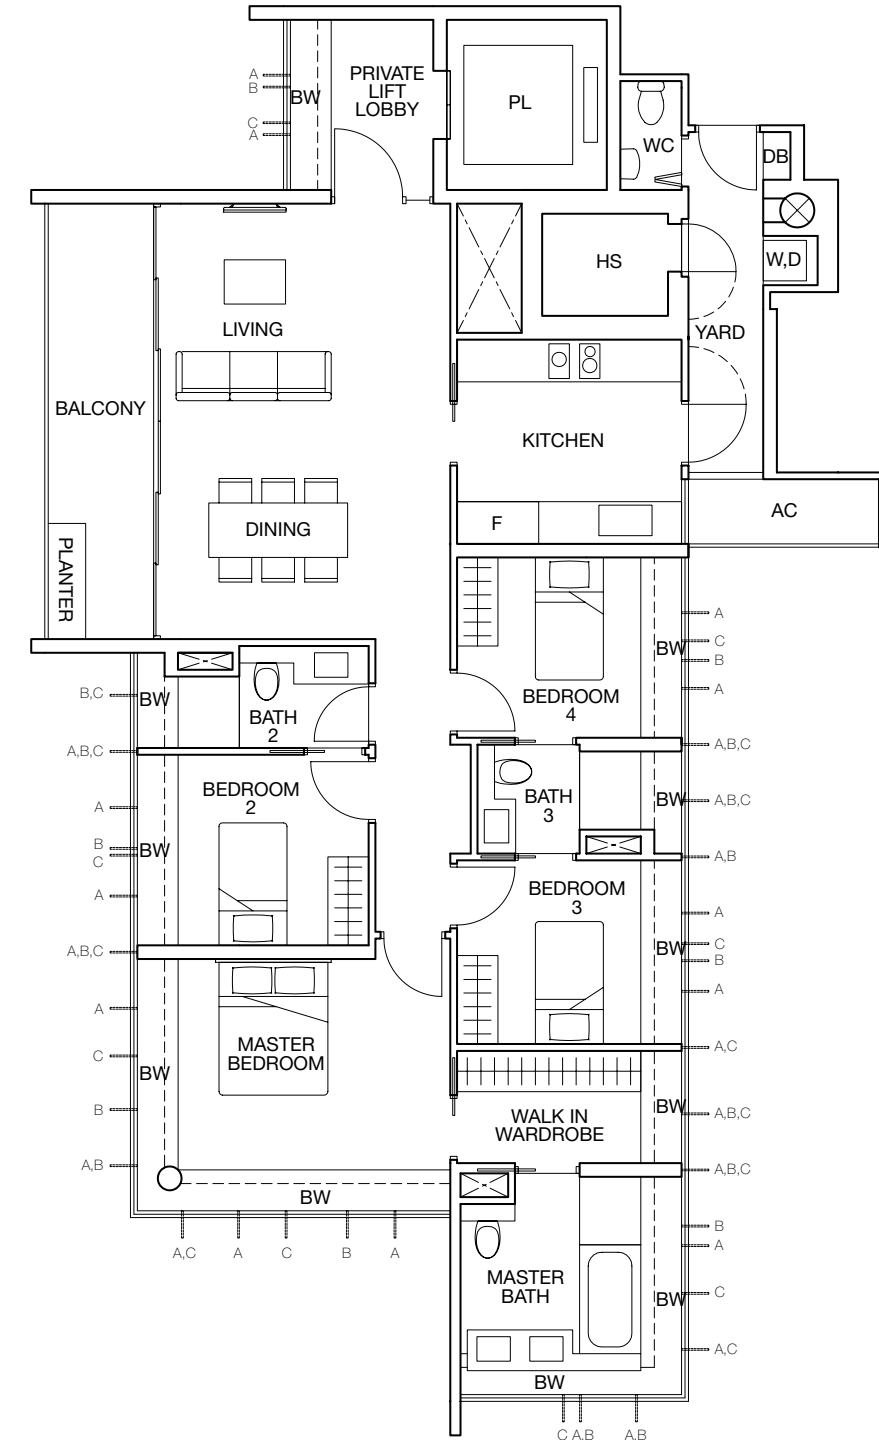 A
B
BW
C
A
PRIVATE
LIFT
LOBBY
PL
WC
DB
HS
W,D
YARD
LIVING
BALCONY
KITCHEN
DINING
F
AC
PLANTER
A
BW
C
B
BEDROOM
4
A
B,C
BW
BATH
2
A,B,C
A,B,C
BEDROOM
2
BATH
3
BW
A,B,C
A
B
BW
C
A,B
A
BEDROOM
3
A
BW
C
B
A,B,C
A
A
MASTER
BEDROOM
C
BW
A,C
B
WALK IN
WARDROBE
BW
A,B,C
A,B
BW
A,B,C
A,C
A
C
B
A
B
A
MASTER
BATH
BW
C
A,C
BW
C
A,B
A,B